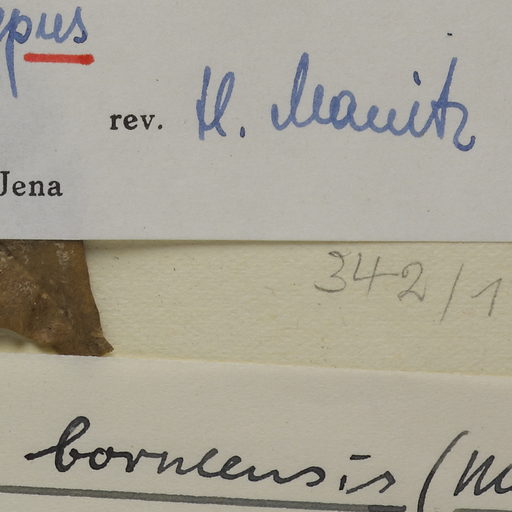 pus
rev. H. Manitz
Jena
342/1
borneensis (M